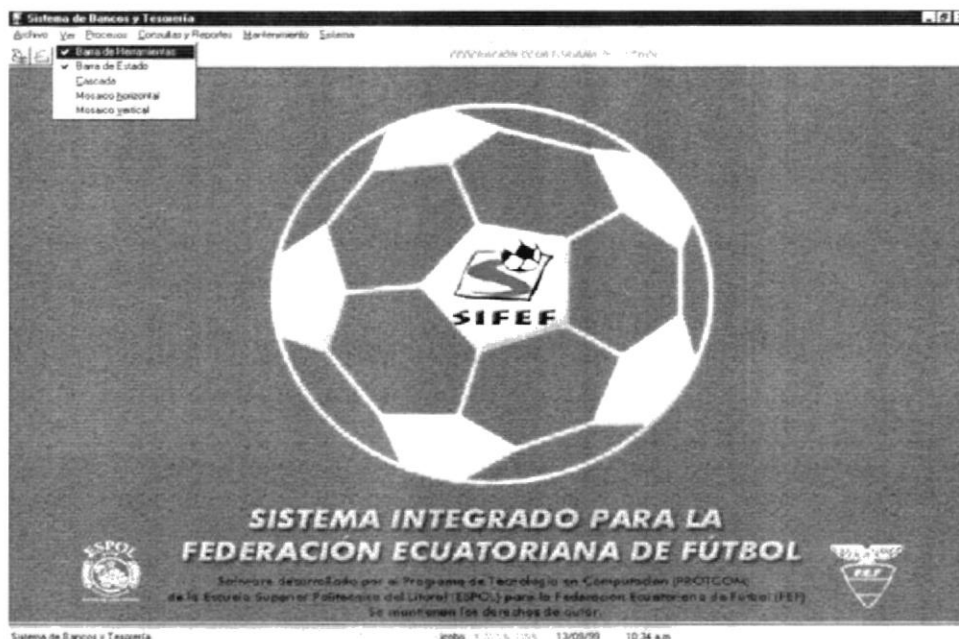 Sistema de Bancos y Tesorería
Archivo Ver Procesos Consultas y Reportes Mantenimiento Sistema
Barra de Herramientas
Barra de Estado
Cascada
Mosaico horizontal
Mosaico vertical
SIFEF
SISTEMA INTEGRADO PARA LA
FEDERACIÓN ECUATORIANA DE FÚTBOL
ESPOL
FEF
Software desarrollado por el Programa de Tecnología en Computación (PROTCOM)
de la Escuela Superior Politécnica del Litoral (ESPOL) para la Federación Ecuatoriana de Fútbol (FEF)
Se mantienen los derechos de autor.
Sistema de Bancos y Tesorería 13/09/99 10:34 a.m.